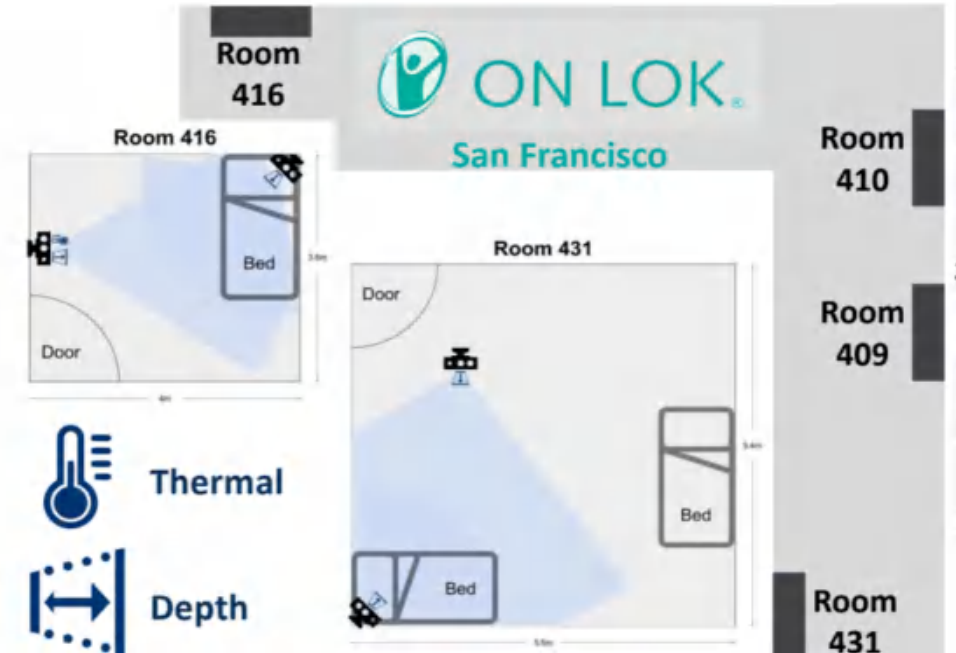 Room
416
ON LOK®
San Francisco
Room
410
Room 416
Bed
Door
4m
Room 431
Door
Bed
Bed
Room
409
Thermal
Depth
Room
431